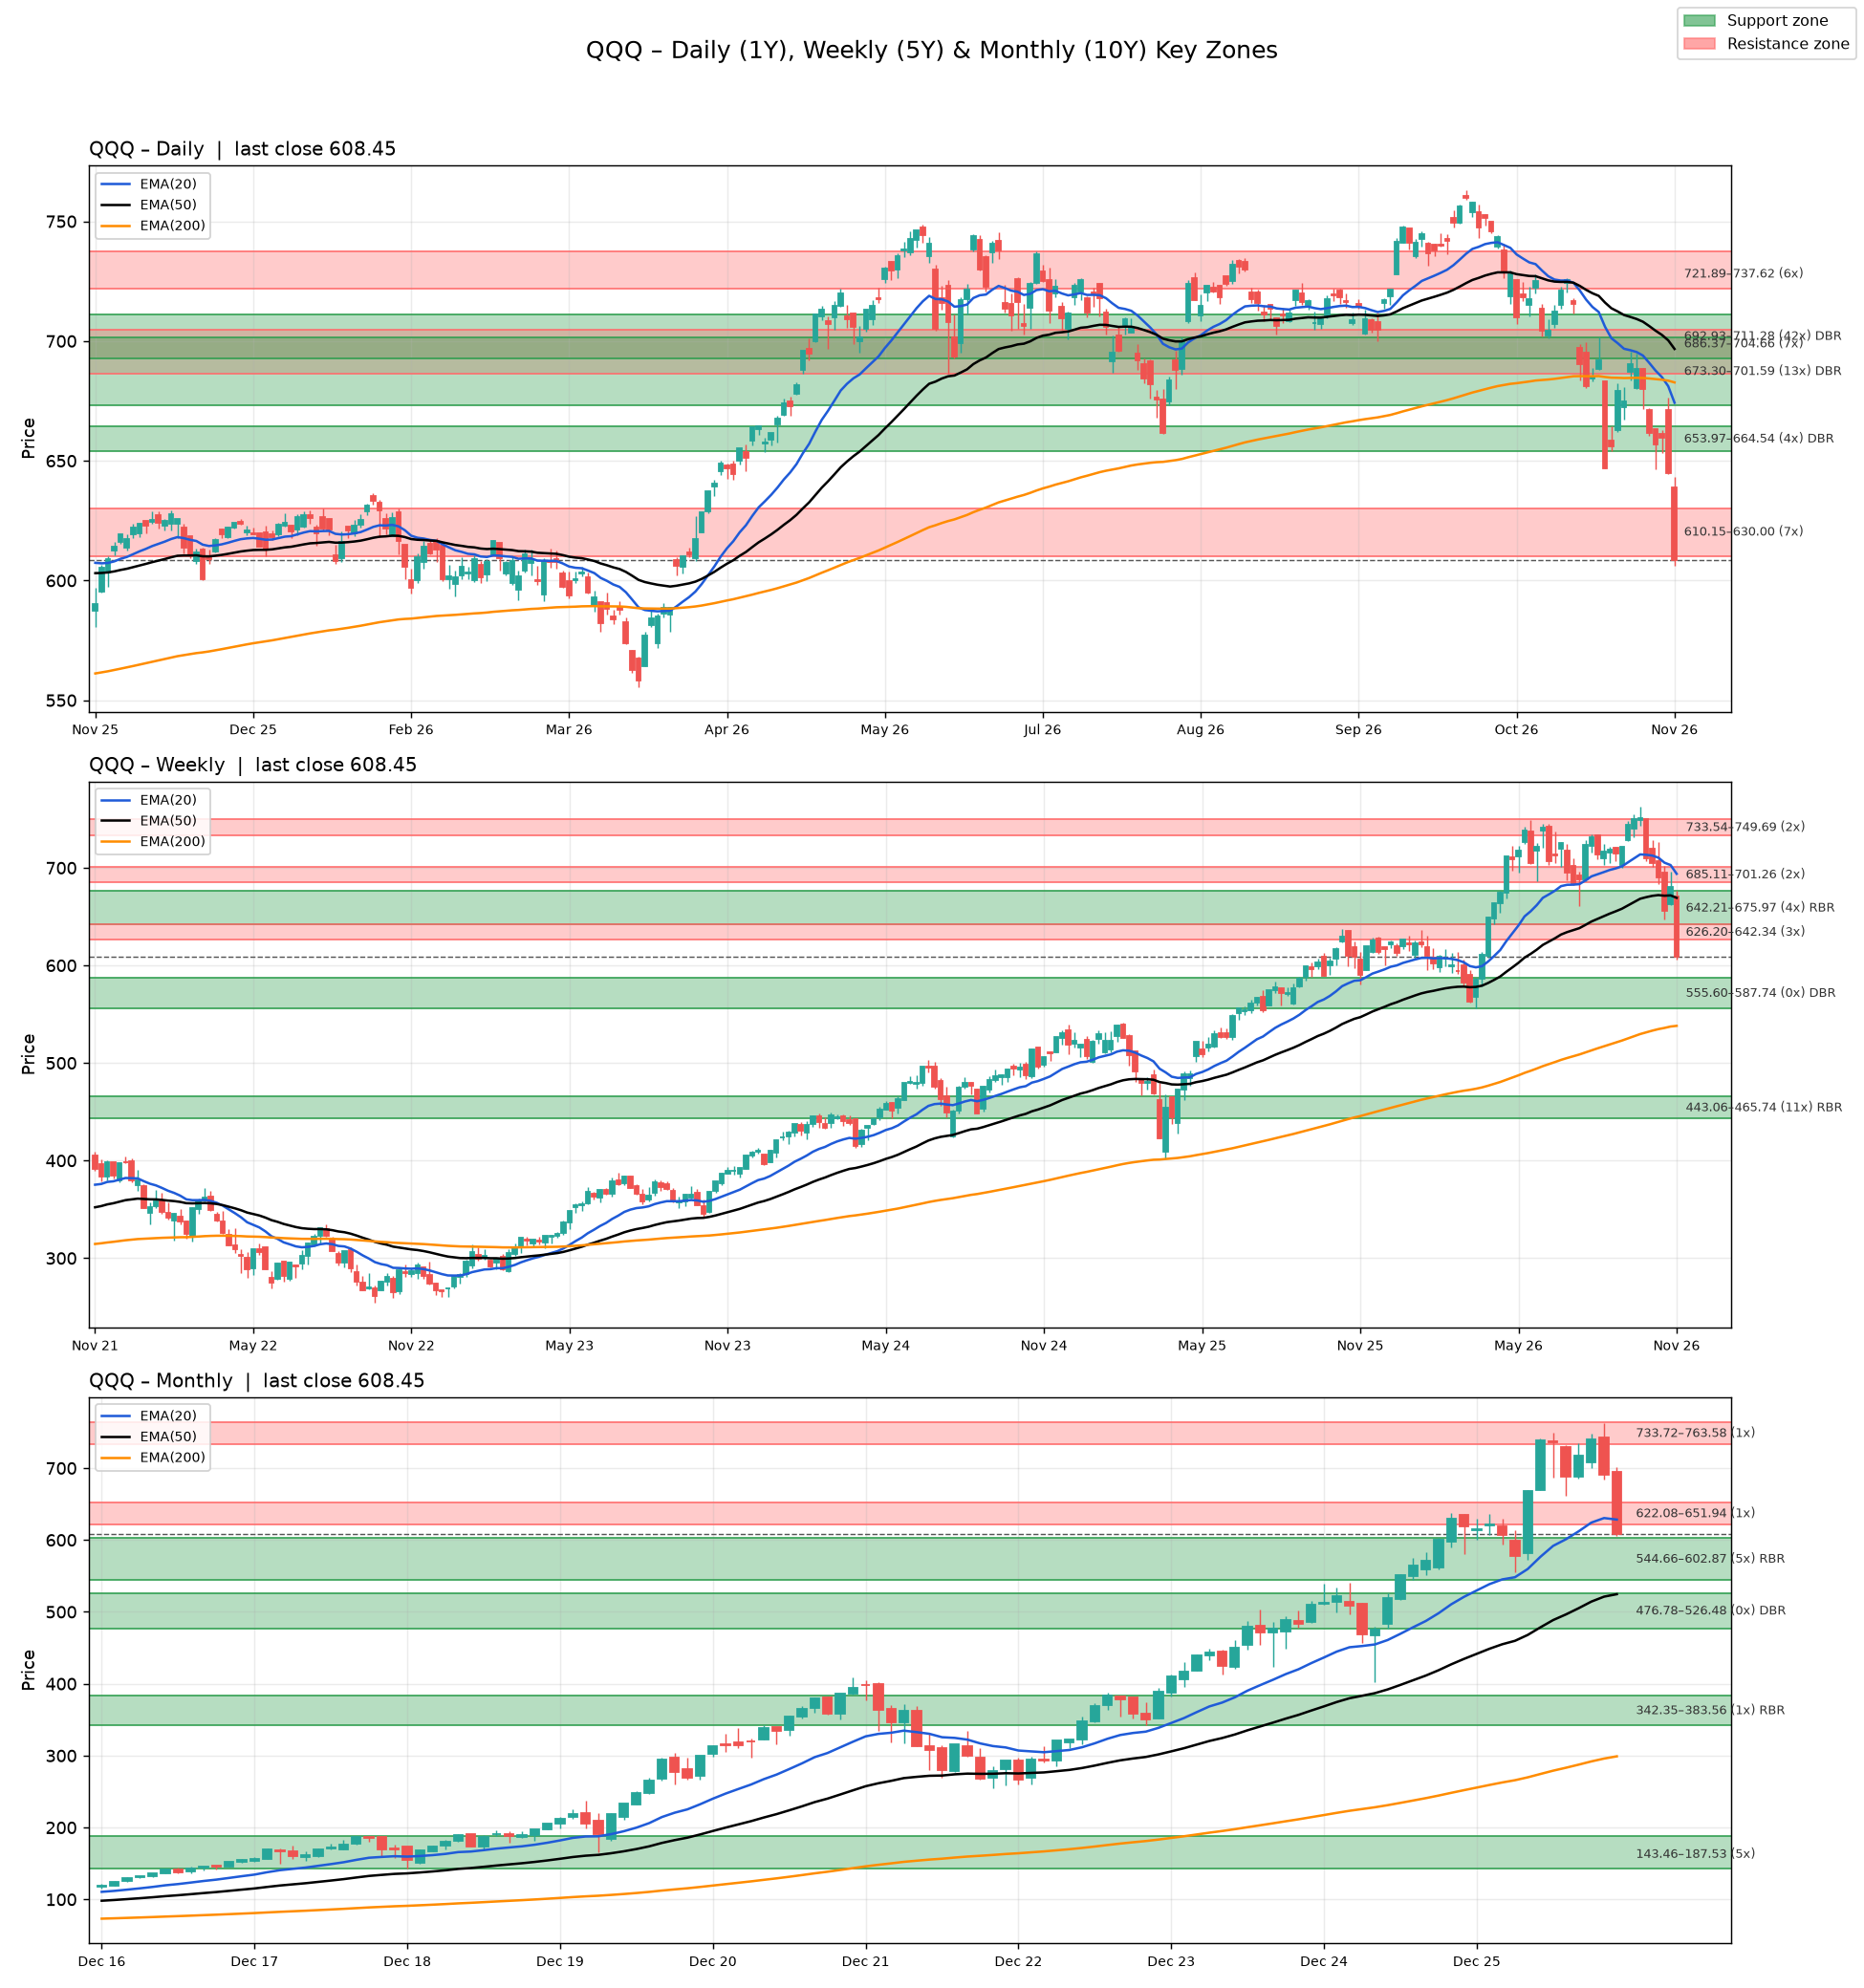 Support zone
Resistance zone
QQQ – Daily (1Y), Weekly (5Y) & Monthly (10Y) Key Zones
QQQ – Daily | last close 608.45
EMA(20)
EMA(50)
EMA(200)
Price
750
700
650
600
550
721.89–737.62 (6x)
692.93–711.28 (42x) DBR
686.37–704.66 (7x)
673.30–701.59 (13x) DBR
653.97–664.54 (4x) DBR
610.15–630.00 (7x)
Nov 25
Dec 25
Feb 26
Mar 26
Apr 26
May 26
Jul 26
Aug 26
Sep 26
Oct 26
Nov 26
QQQ – Weekly | last close 608.45
EMA(20)
EMA(50)
EMA(200)
Price
700
600
500
400
300
733.54–749.69 (2x)
685.11–701.26 (2x)
642.21–675.97 (4x) RBR
626.20–642.34 (3x)
555.60–587.74 (0x) DBR
443.06–465.74 (11x) RBR
Nov 21
May 22
Nov 22
May 23
Nov 23
May 24
Nov 24
May 25
Nov 25
May 26
Nov 26
QQQ – Monthly | last close 608.45
EMA(20)
EMA(50)
EMA(200)
Price
700
600
500
400
300
200
100
733.72–763.58 (1x)
622.08–651.94 (1x)
544.66–602.87 (5x) RBR
476.78–526.48 (0x) DBR
342.35–383.56 (1x) RBR
143.46–187.53 (5x)
Dec 16
Dec 17
Dec 18
Dec 19
Dec 20
Dec 21
Dec 22
Dec 23
Dec 24
Dec 25